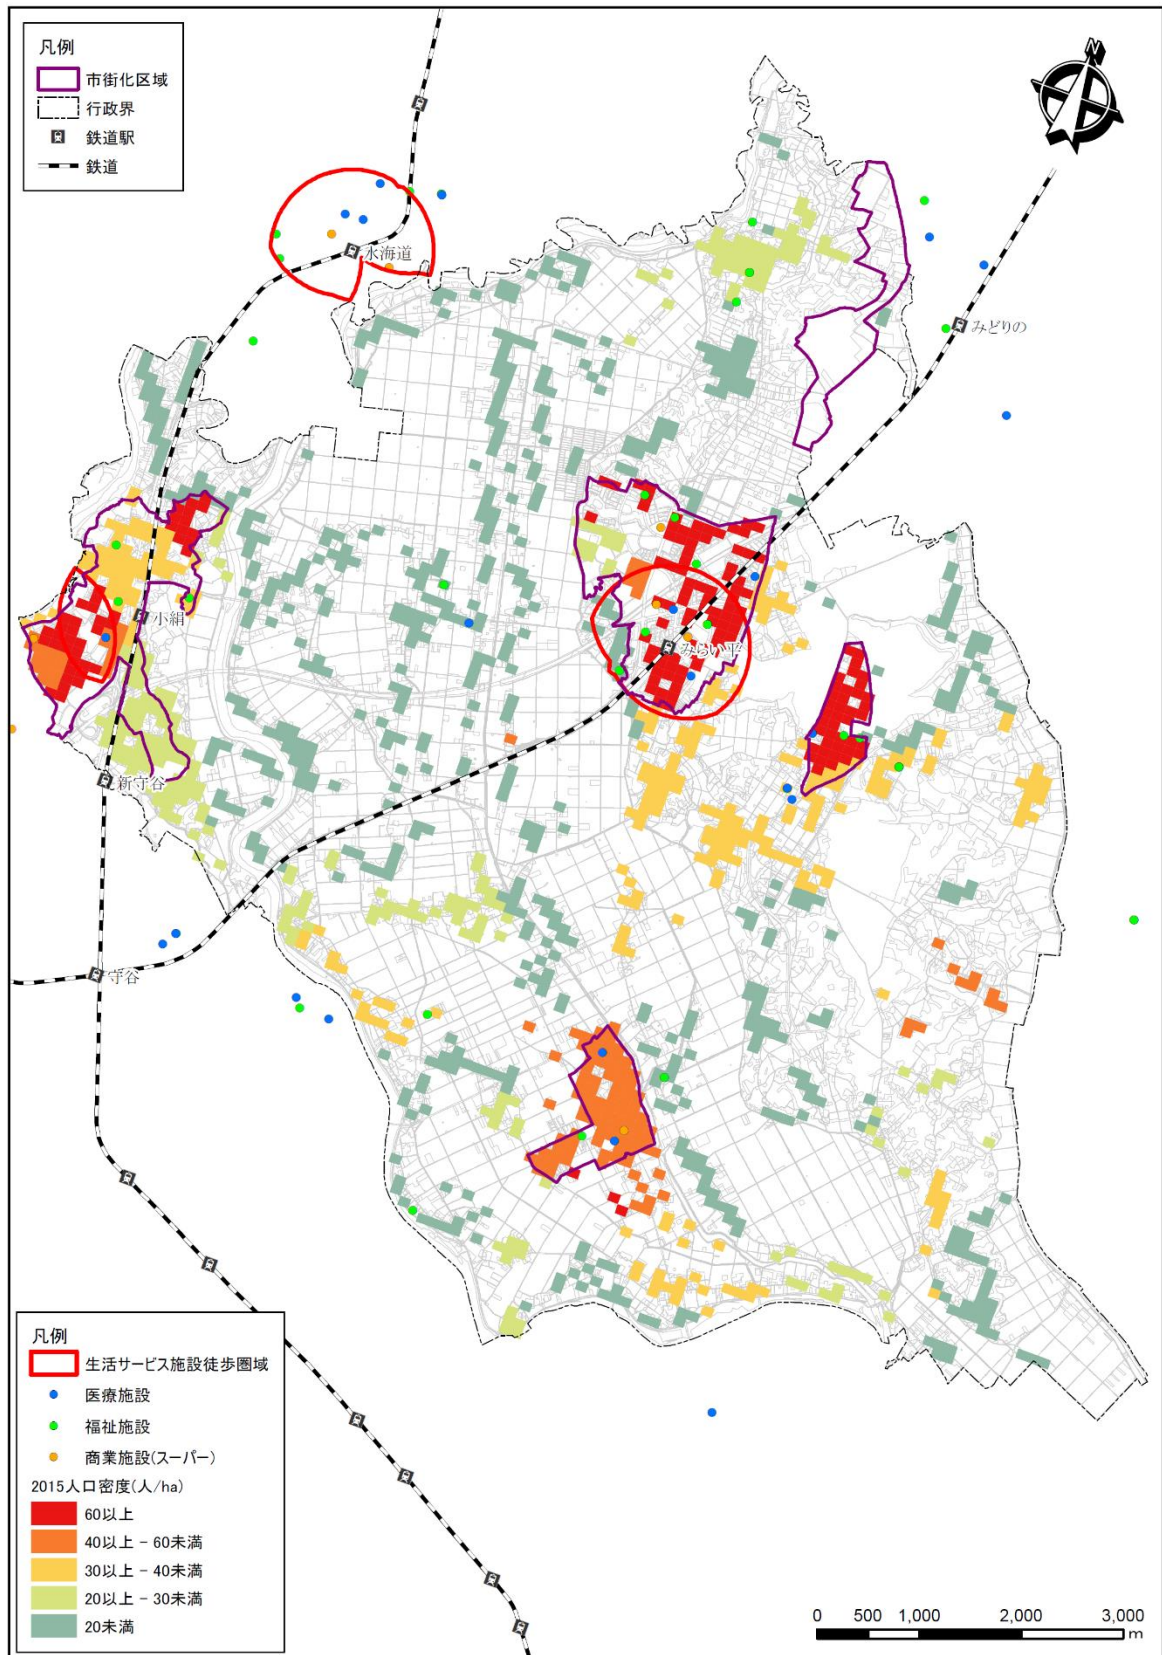 凡例
市街化区域
行政界
鉄道駅
鉄道
N
水海道
みどりの
小絹
みらい平
新守谷
守谷
凡例
生活サービス施設徒歩圏域
医療施設
福祉施設
商業施設(スーパー)
2015人口密度(人/ha)
60以上
40以上 - 60未満
30以上 - 40未満
20以上 - 30未満
20未満
0 500 1,000 2,000 3,000
m